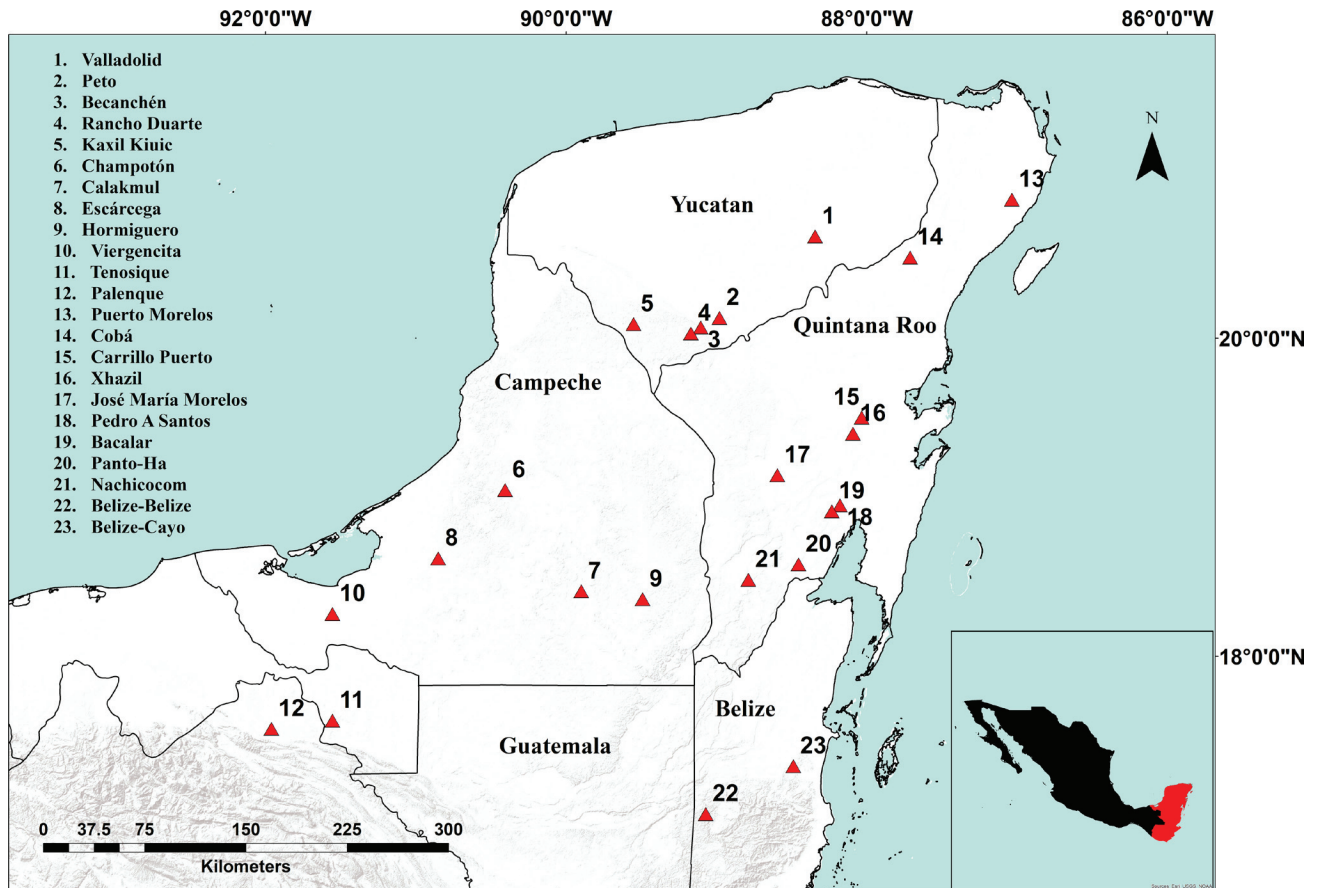 92°0'0"W 90°0'0"W 88°0'0"W 86°0'0"W
1. Valladolid
2. Peto
3. Becanchén
4. Rancho Duarte
5. Kaxil Kiuic
6. Champotón
7. Calakmul
8. Escárcega
9. Hormiguero
10. Viergencita
11. Tenosique
12. Palenque
13. Puerto Morelos
14. Cobá
15. Carrillo Puerto
16. Xhazil
17. José María Morelos
18. Pedro A Santos
19. Bacalar
20. Panto-Ha
21. Nachicocom
22. Belize-Belize
23. Belize-Cayo
N
13
Yucatan
1
14
5
4
2
3
Quintana Roo
20°0'0"N
Campeche
15
16
17
6
19
18
8
20
21
7
9
10
18°0'0"N
12
11
Belize
Guatemala
23
22
0 37.5 75 150 225 300
Kilometers